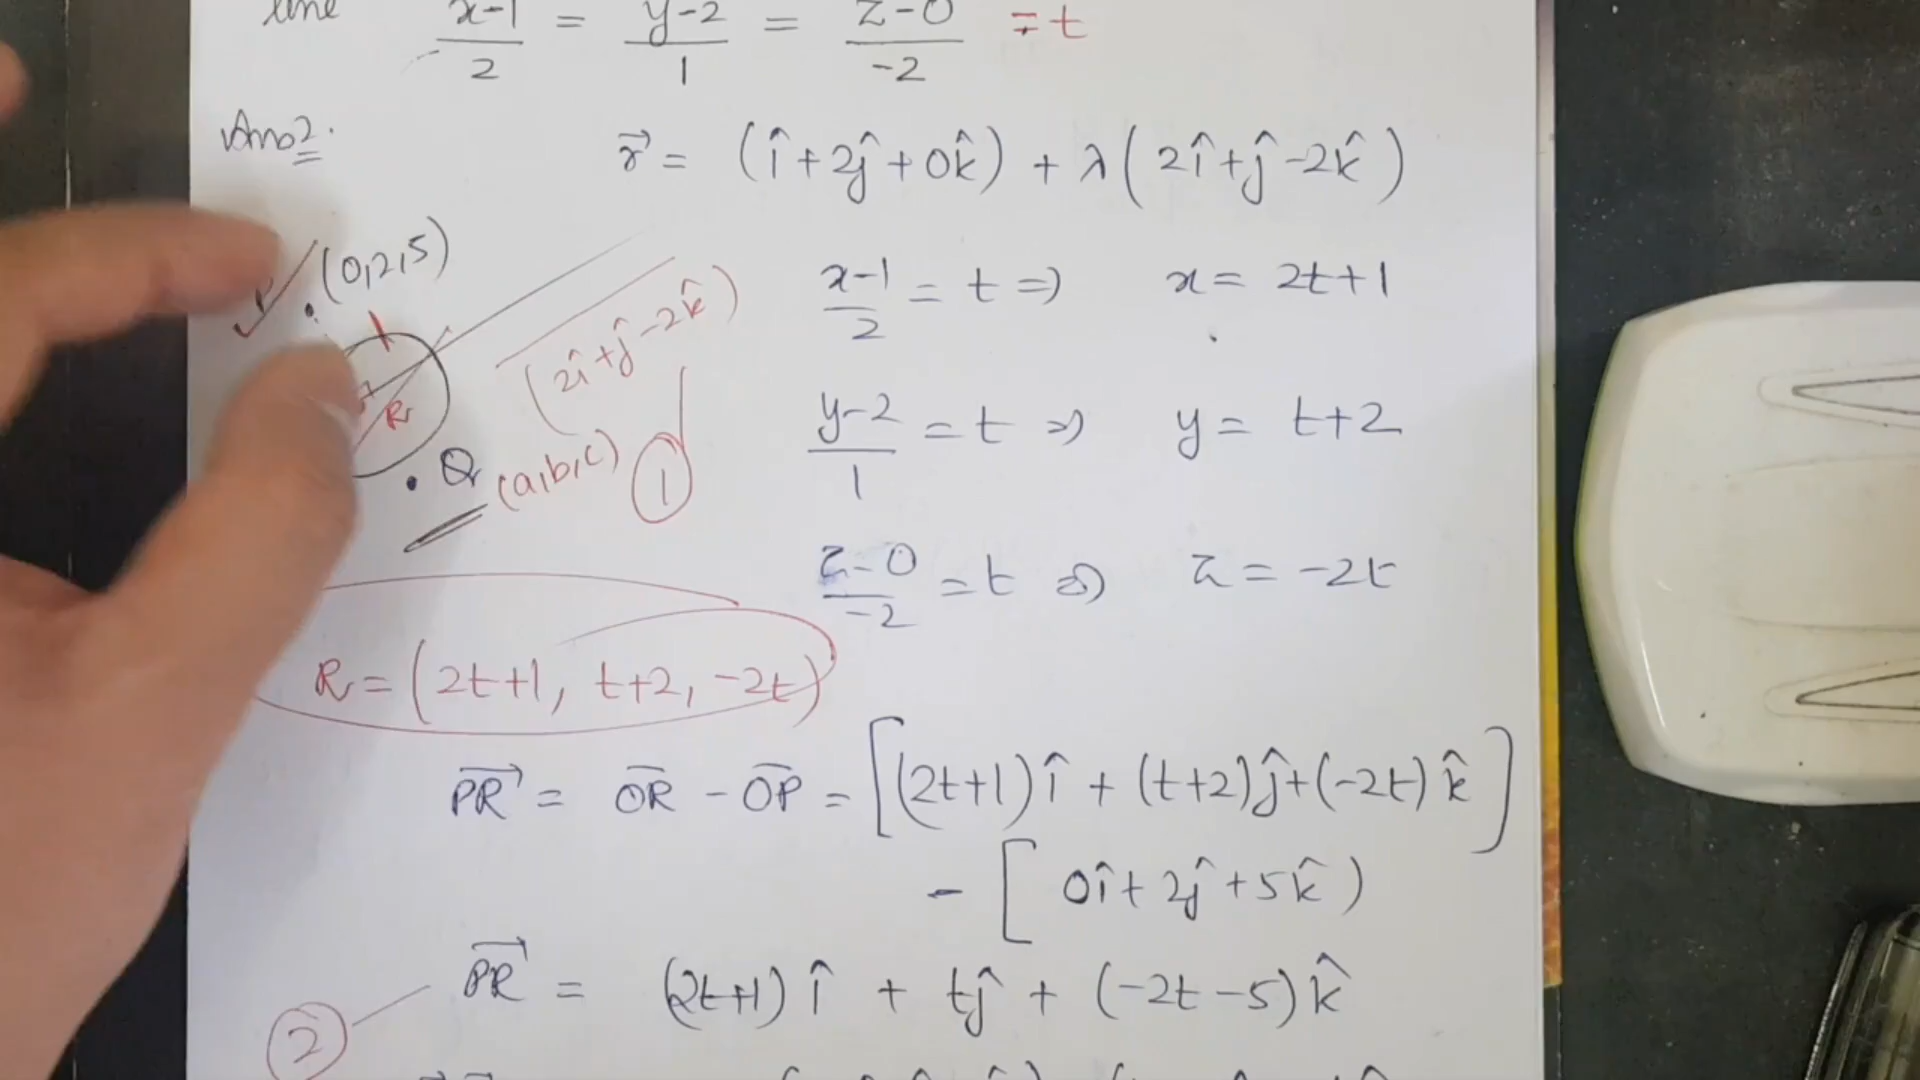 line x-1/2 = y-2/1 = z-0/-2 = t
Ans2. r⃗ = (î+2ĵ+0k̂) + λ(2î+ĵ-2k̂)
P (0,2,5)
(2î+ĵ-2k̂)
x-1/2 = t ⇒ x = 2t+1
R
y-2/1 = t ⇒ y = t+2
Q (a,b,c) 1
z-0/-2 = t ⇒ z = -2t
R = (2t+1, t+2, -2t)
PR⃗ = OR - OP = [(2t+1)î + (t+2)ĵ+(-2t)k̂]
- [0î+2ĵ+5k̂)
PR⃗ = (2t+1)î + tĵ + (-2t-5)k̂
2